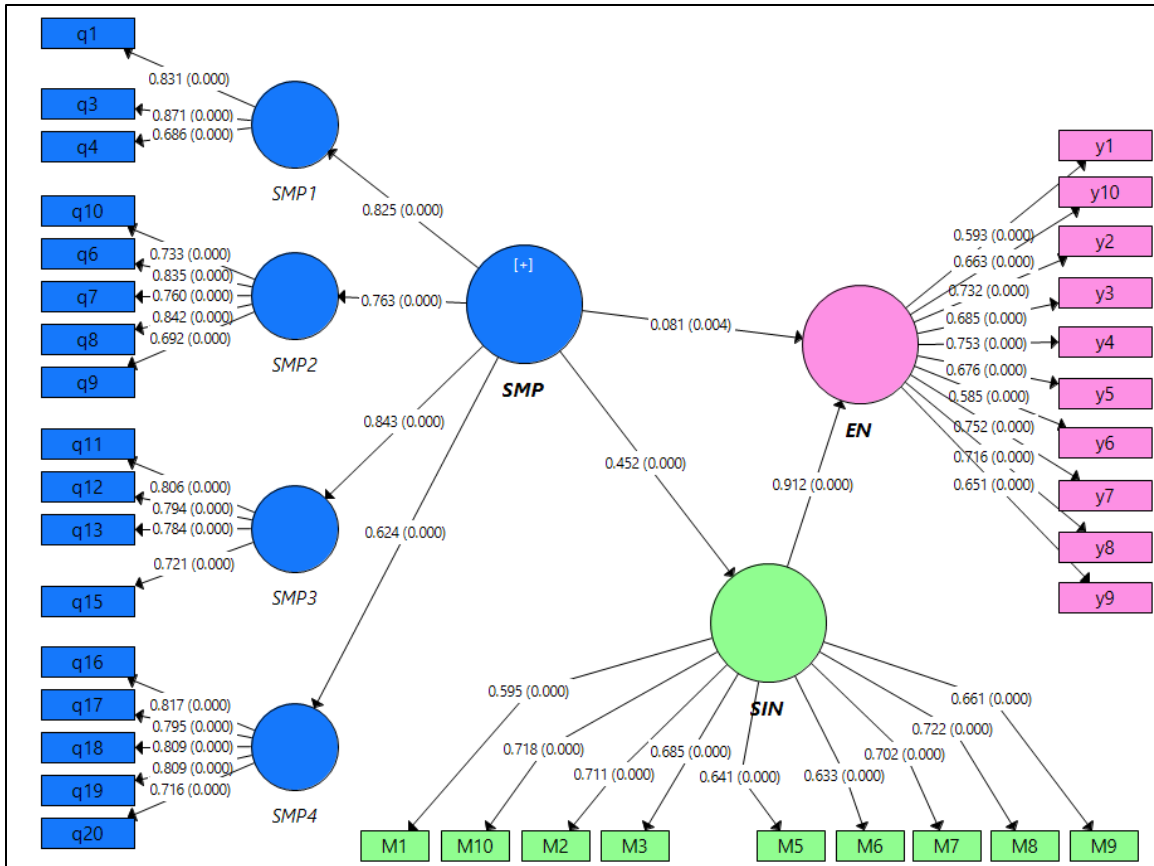 q1
0.831 (0.000)
q3
0.871 (0.000)
q4
0.686 (0.000)
SMP1
0.825 (0.000)
q10
0.733 (0.000)
q6
0.835 (0.000)
q7
0.760 (0.000)
q8
0.842 (0.000)
q9
0.692 (0.000)
SMP2
0.763 (0.000)
[+]
SMP
0.081 (0.004)
q11
0.806 (0.000)
q12
0.794 (0.000)
q13
0.784 (0.000)
q15
0.721 (0.000)
SMP3
0.843 (0.000)
q16
0.817 (0.000)
q17
0.795 (0.000)
q18
0.809 (0.000)
q19
0.809 (0.000)
q20
0.716 (0.000)
SMP4
0.624 (0.000)
0.452 (0.000)
0.912 (0.000)
EN
y1
0.593 (0.000)
y10
0.663 (0.000)
y2
0.732 (0.000)
y3
0.685 (0.000)
y4
0.753 (0.000)
y5
0.676 (0.000)
y6
0.585 (0.000)
y7
0.752 (0.000)
y8
0.716 (0.000)
y9
0.651 (0.000)
SIN
0.595 (0.000)
0.718 (0.000)
0.711 (0.000)
0.685 (0.000)
0.641 (0.000)
0.633 (0.000)
0.702 (0.000)
0.722 (0.000)
0.661 (0.000)
M1
M10
M2
M3
M5
M6
M7
M8
M9